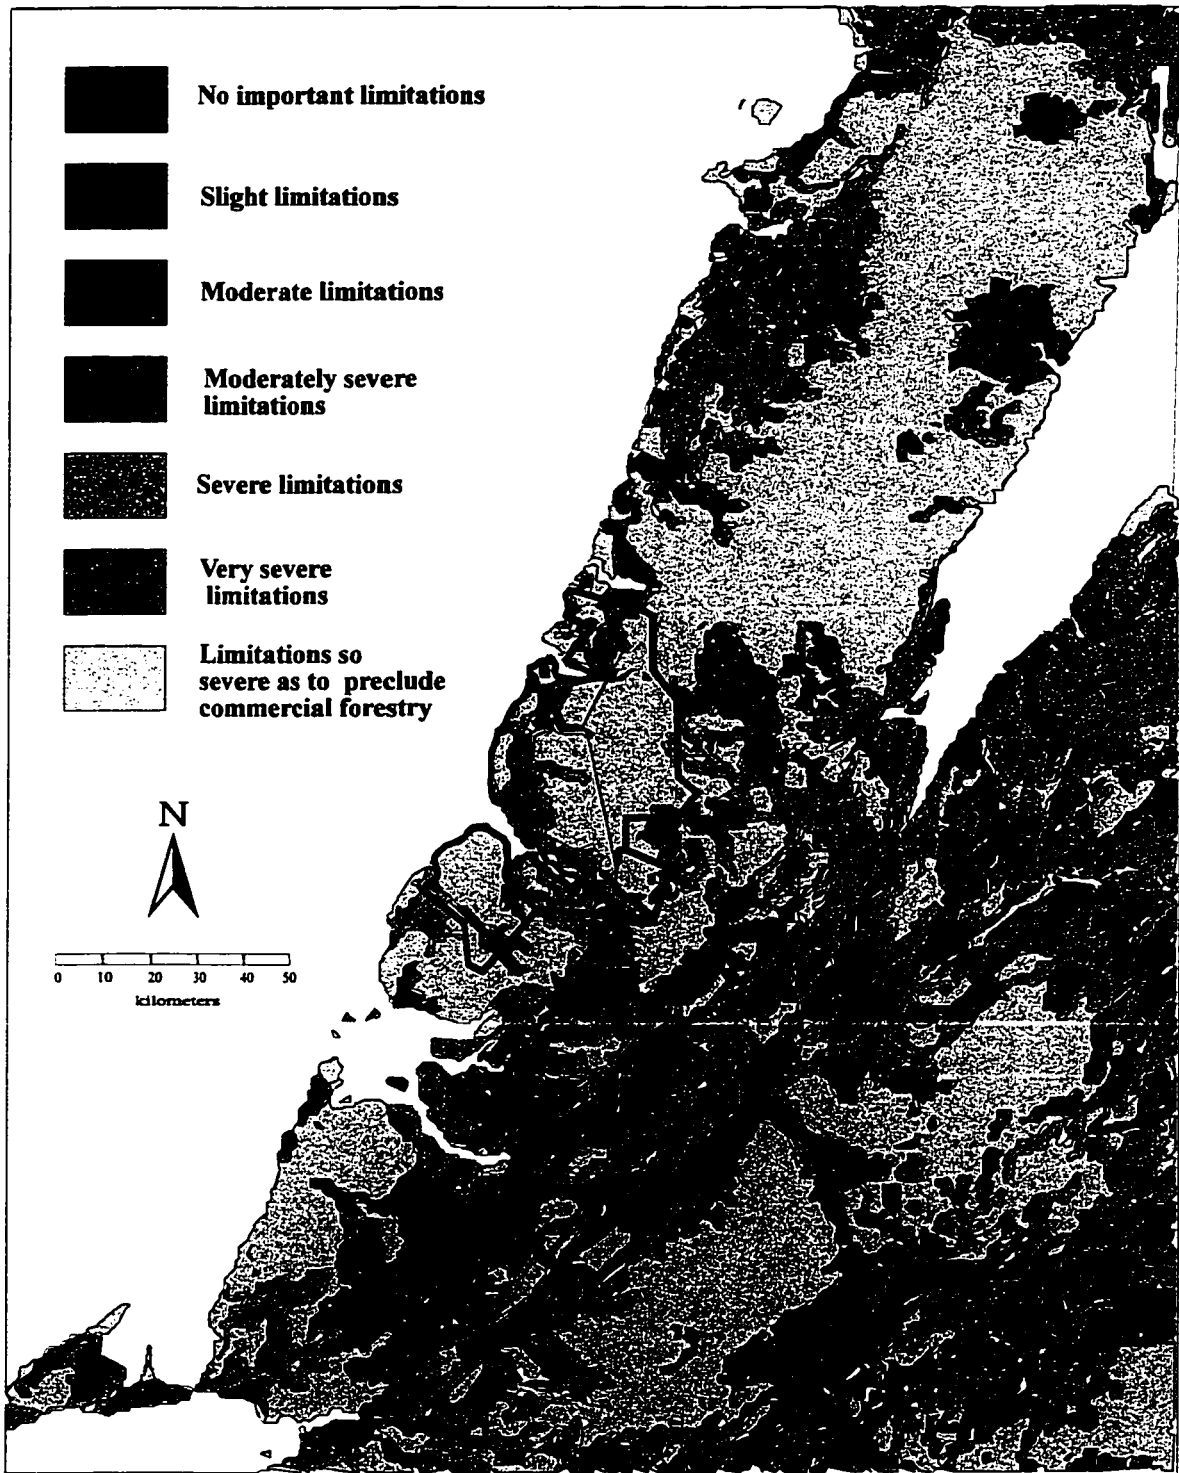 No important limitations
Slight limitations
Moderate limitations
Moderately severe
limitations
Severe limitations
Very severe
limitations
Limitations so
severe as to preclude
commercial forestry
N
0 10 20 30 40 50
kilometers